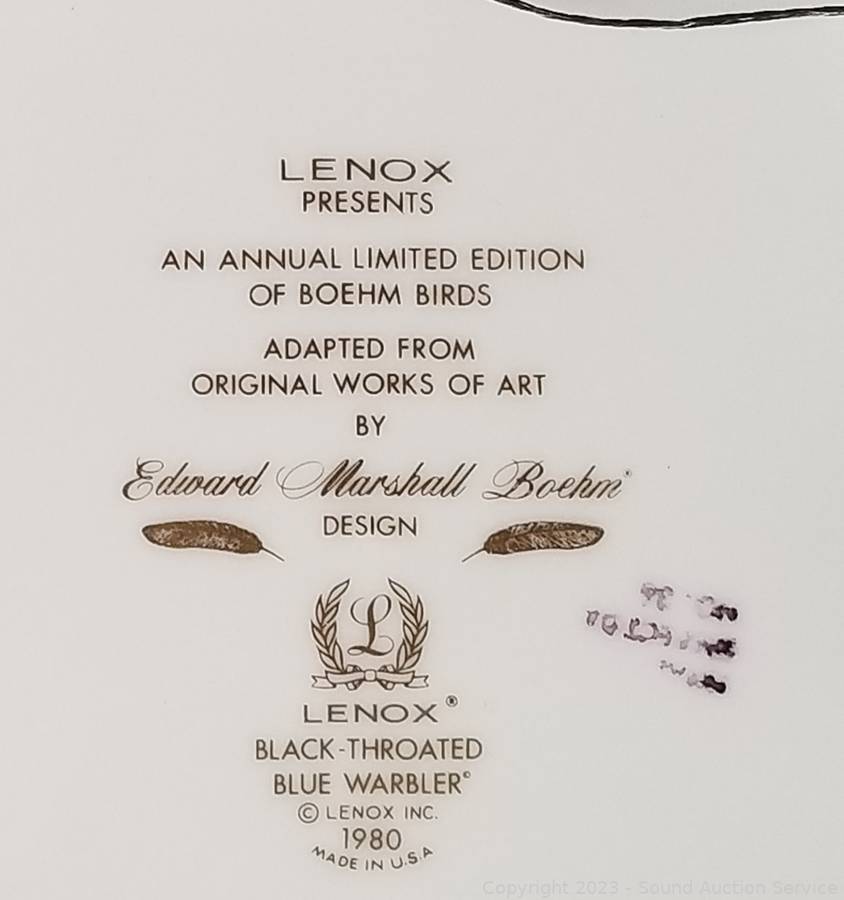 LENOX
PRESENTS
AN ANNUAL LIMITED EDITION
OF BOEHM BIRDS
ADAPTED FROM
ORIGINAL WORKS OF ART
BY
Edward Marshall Boehm®
DESIGN
L
LENOX®
BLACK-THROATED
BLUE WARBLER©
© LENOX INC.
1980
MADE IN U.S.A
Copyright 2023 - Sound Auction Service